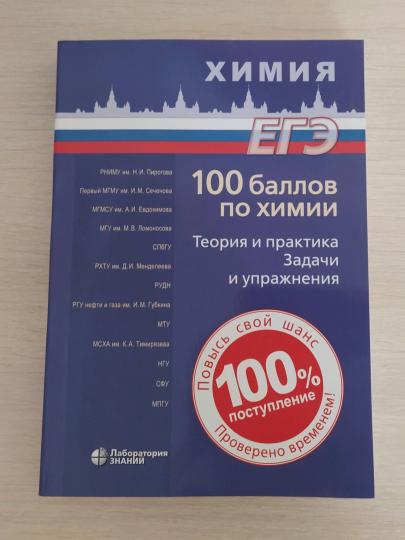 ХИМИЯ
ЕГЭ
РНИМУ им. Н.И. Пирогова
Первый МГМУ им. И.М. Сеченова
МГМСУ им. А.И. Евдокимова
МГУ им. М.В. Ломоносова
СПбГУ
РХТУ им. Д.И. Менделеева
РУДН
РГУ нефти и газа им. И.М. Губкина
МТУ
МСХА им. К.А. Тимирязева
НГУ
СФУ
МПГУ
100 баллов
по химии
Теория и практика
Задачи
и упражнения
Повысь свой шанс
100%
поступление
Проверено временем!
Лаборатория
ЗНАНИЙ